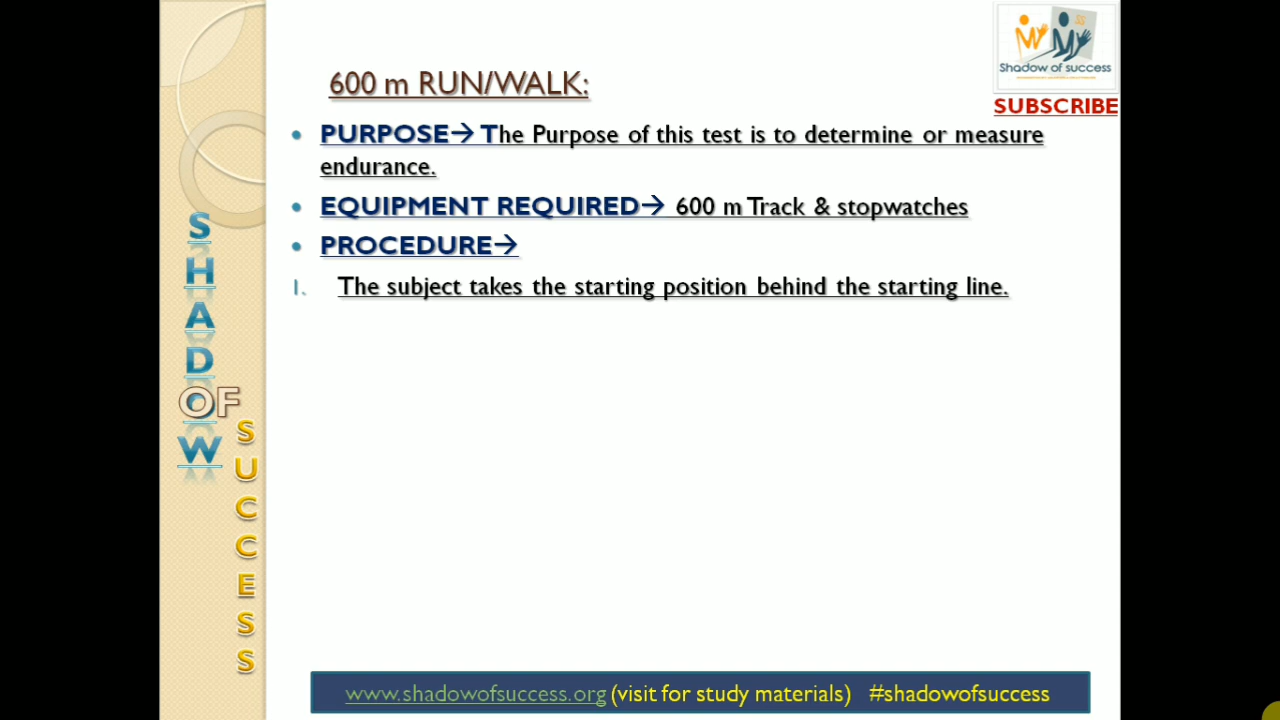 600 m RUN/WALK:
Shadow of success
SUBSCRIBE
• PURPOSE→ The Purpose of this test is to determine or measure
endurance.
• EQUIPMENT REQUIRED→ 600 m Track & stopwatches
• PROCEDURE→
1. The subject takes the starting position behind the starting line.
SHADOW
OF
SUCCESS
www.shadowofsuccess.org (visit for study materials) #shadowofsuccess